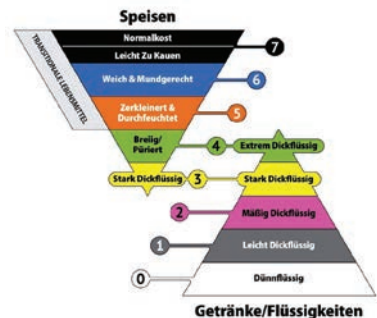 Speisen
Normalkost
Leicht Zu Kauen
7
TRANSITIONALE LEBENSMITTEL
Weich & Mundgerecht
6
Zerkleinert &
Durchfeuchtet
5
Breiig/
Püriert
4
Extrem Dickflüssig
Stark Dickflüssig
3
Stark Dickflüssig
2
Mäßig Dickflüssig
1
Leicht Dickflüssig
0
Dünnflüssig
Getränke/Flüssigkeiten